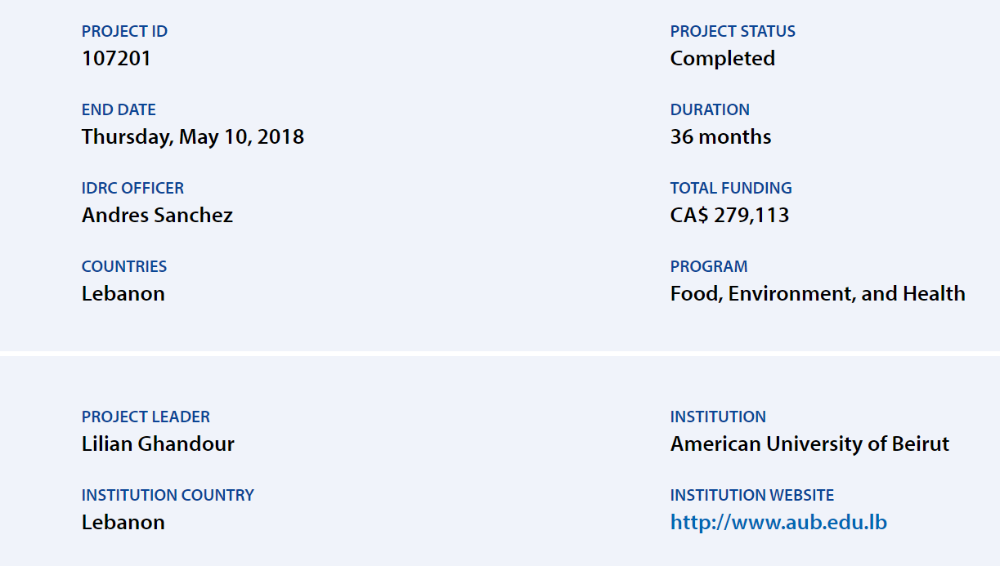 PROJECT ID
107201
PROJECT STATUS
Completed
END DATE
Thursday, May 10, 2018
DURATION
36 months
IDRC OFFICER
Andres Sanchez
TOTAL FUNDING
CA$ 279,113
COUNTRIES
Lebanon
PROGRAM
Food, Environment, and Health
PROJECT LEADER
Lilian Ghandour
INSTITUTION
American University of Beirut
INSTITUTION COUNTRY
Lebanon
INSTITUTION WEBSITE
http://www.aub.edu.lb